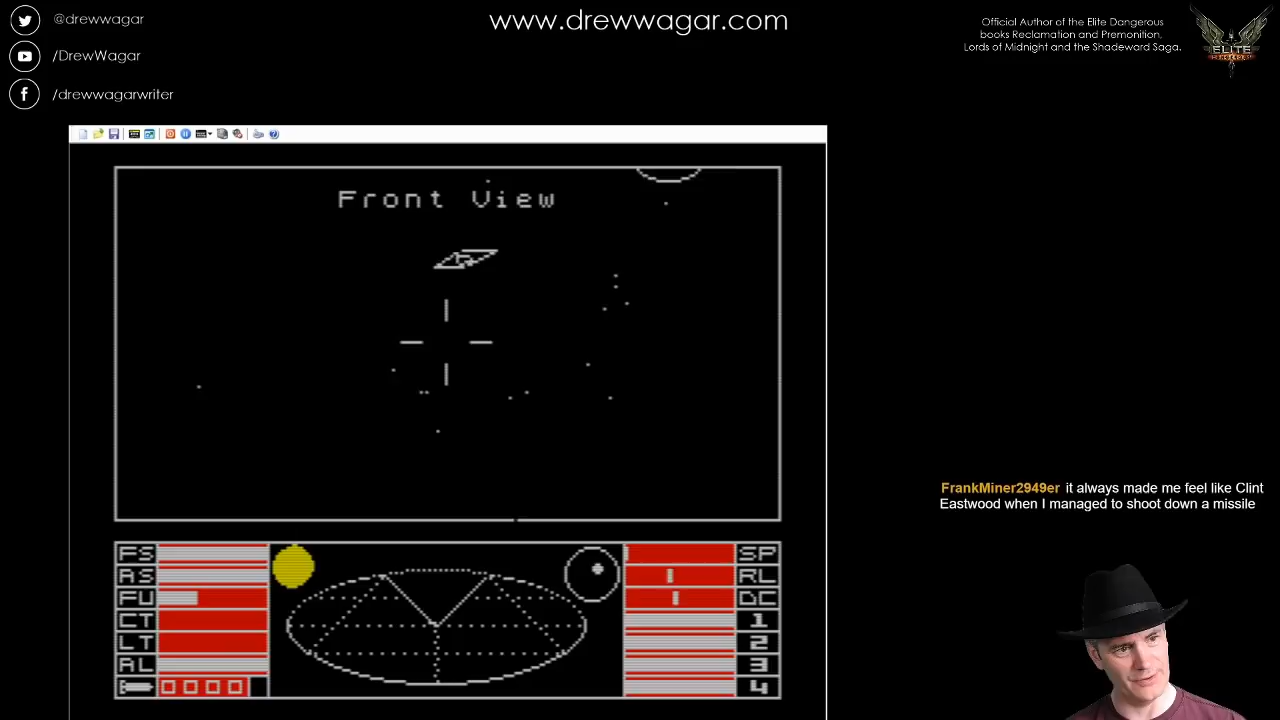 @drewwagar
/DrewWagar
/drewwagarwriter
www.drewwagar.com
Official Author of the Elite Dangerous
books Reclamation and Premonition,
Lords of Midnight and the Shadeward Saga.
ELITE
Front View
FS
AS
FU
CT
LT
AL
SP
RL
DC
1
2
3
4
FrankMiner2949er it always made me feel like Clint
Eastwood when I managed to shoot down a missile